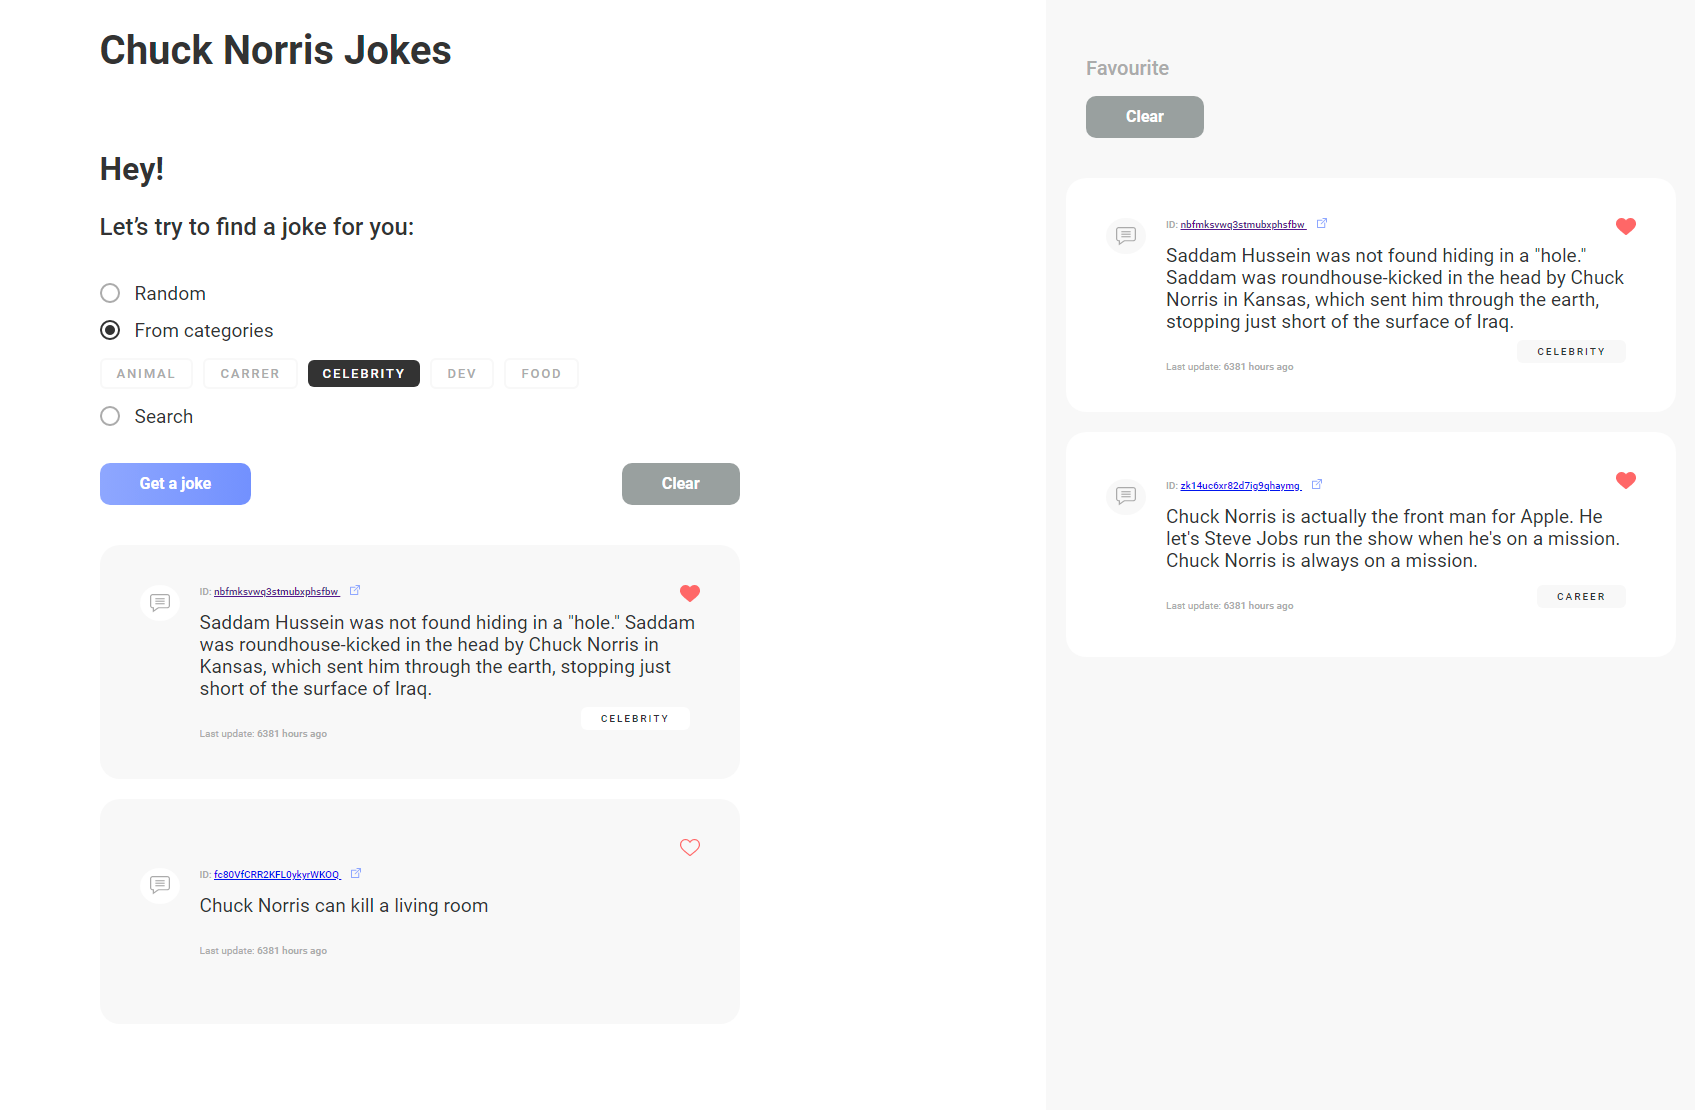 Chuck Norris Jokes
Hey!
Let’s try to find a joke for you:
Random
From categories
ANIMAL CARRER CELEBRITY DEV FOOD
Search
Get a joke Clear
ID: nbfmksvwq3stmubxphsfbw
Saddam Hussein was not found hiding in a "hole." Saddam
was roundhouse-kicked in the head by Chuck Norris in
Kansas, which sent him through the earth, stopping just
short of the surface of Iraq.
CELEBRITY
Last update: 6381 hours ago
ID: fc80VfCRR2KFL0ykyrWKOQ
Chuck Norris can kill a living room
Last update: 6381 hours ago
Favourite
Clear
ID: nbfmksvwq3stmubxphsfbw
Saddam Hussein was not found hiding in a "hole."
Saddam was roundhouse-kicked in the head by Chuck
Norris in Kansas, which sent him through the earth,
stopping just short of the surface of Iraq.
CELEBRITY
Last update: 6381 hours ago
ID: zk14uc6xr82d7ig9qhaymg
Chuck Norris is actually the front man for Apple. He
let's Steve Jobs run the show when he's on a mission.
Chuck Norris is always on a mission.
CAREER
Last update: 6381 hours ago